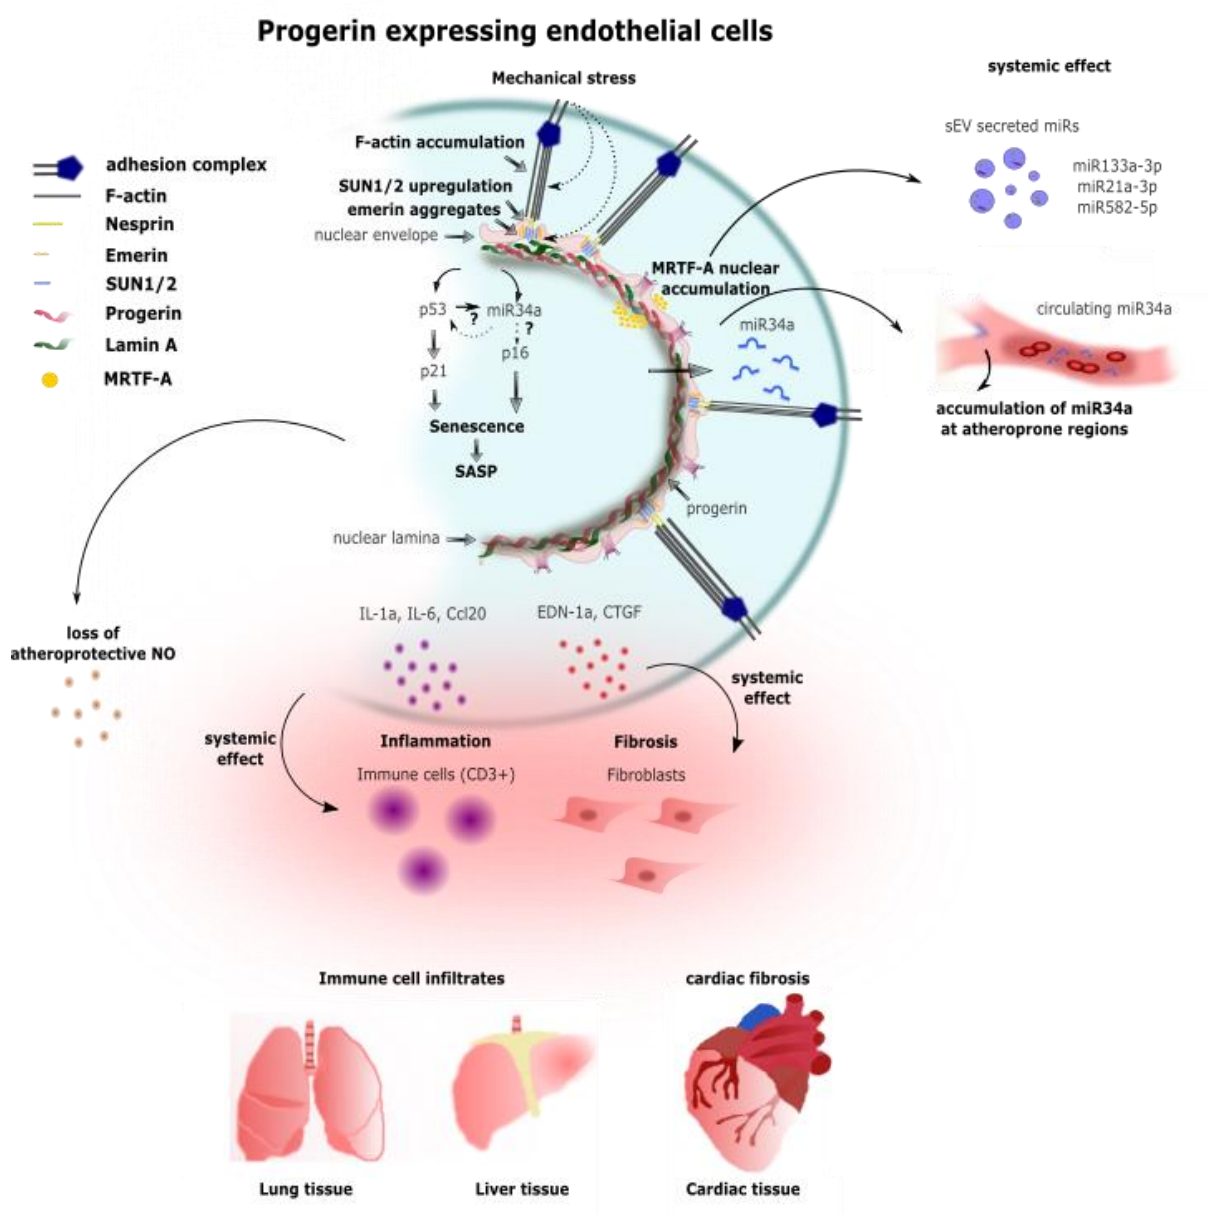 Progerin expressing endothelial cells
Mechanical stress
systemic effect
sEV secreted miRs
miR133a-3p
miR21a-3p
miR582-5p
adhesion complex
F-actin
Nesprin
Emerin
SUN1/2
Progerin
Lamin A
MRTF-A
F-actin accumulation
SUN1/2 upregulation
emerin aggregates
nuclear envelope
MRTF-A nuclear
accumulation
p53
?
miR34a
?
p16
p21
Senescence
SASP
miR34a
circulating miR34a
accumulation of miR34a
at atheroprone regions
progerin
nuclear lamina
IL-1a, IL-6, Ccl20
EDN-1a, CTGF
loss of
atheroprotective NO
systemic
effect
systemic
effect
Inflammation
Immune cells (CD3+)
Fibrosis
Fibroblasts
Immune cell infiltrates
cardiac fibrosis
Lung tissue
Liver tissue
Cardiac tissue